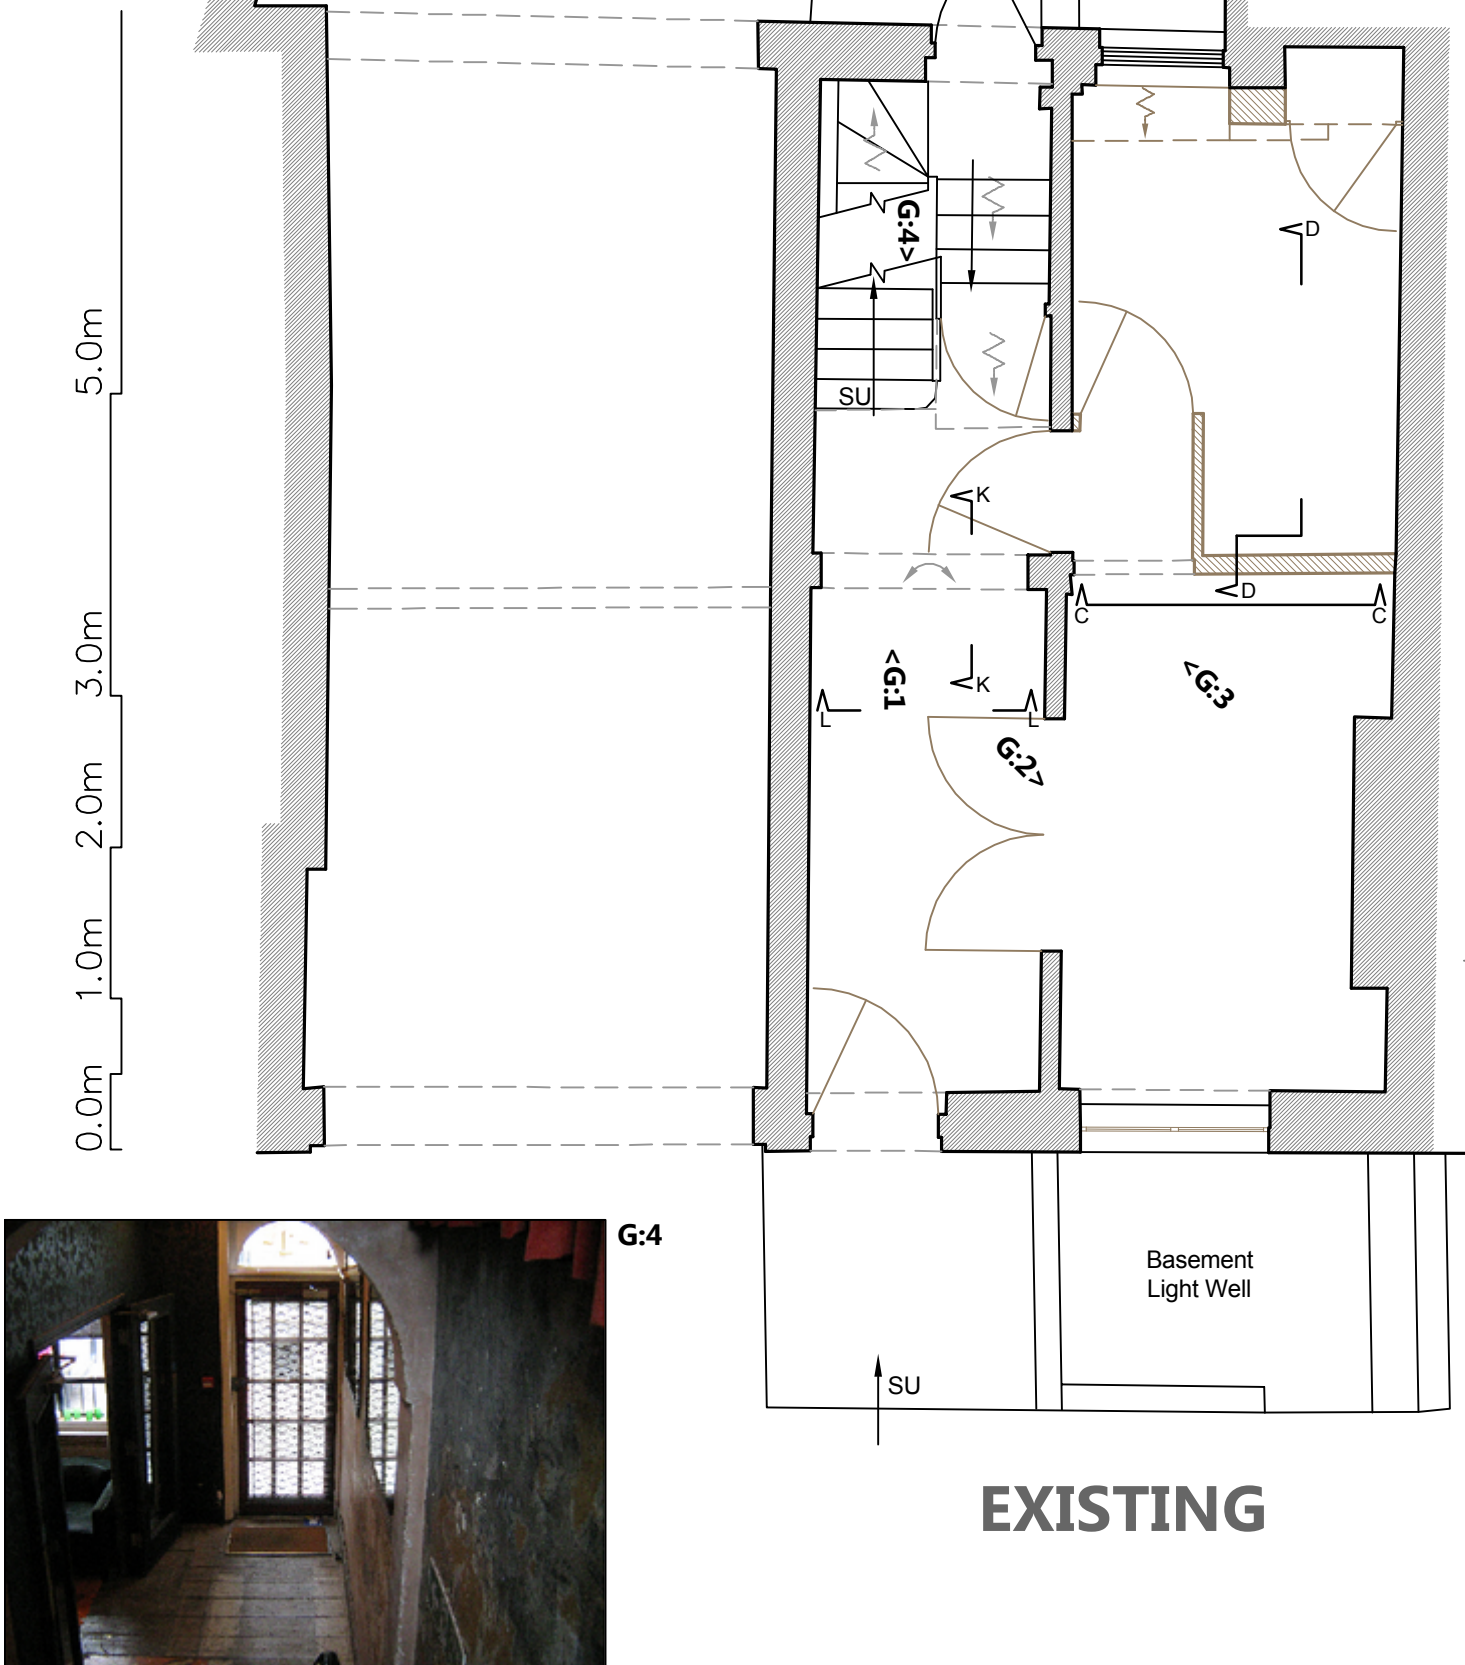 5.0m
3.0m
2.0m
1.0m
0.0m
G:4>
SU
D
K
D
C
C
<G:1
K
<G:3
L
L
G:2>
G:4
Basement
Light Well
SU
EXISTING